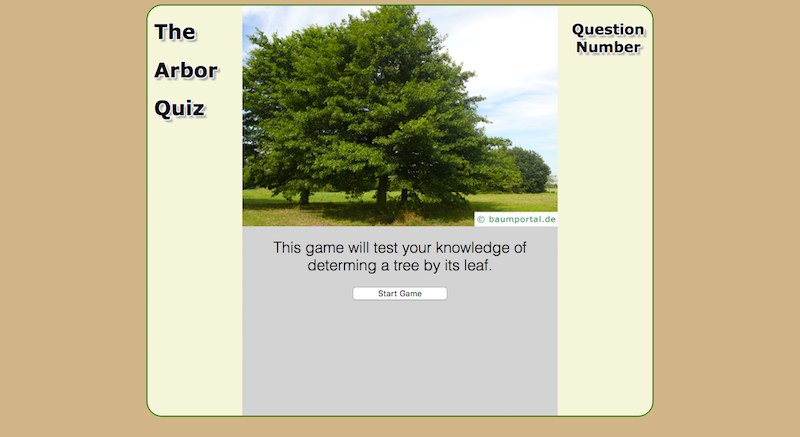 The
Arbor
Quiz
Question
Number
© baumportal.de
This game will test your knowledge of
determing a tree by its leaf.
Start Game